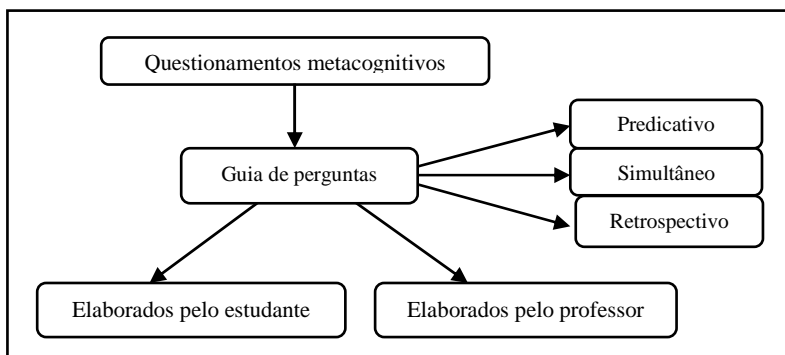 Questionamentos metacognitivos
Predicativo
Guia de perguntas
Simultâneo
Retrospectivo
Elaborados pelo estudante
Elaborados pelo professor